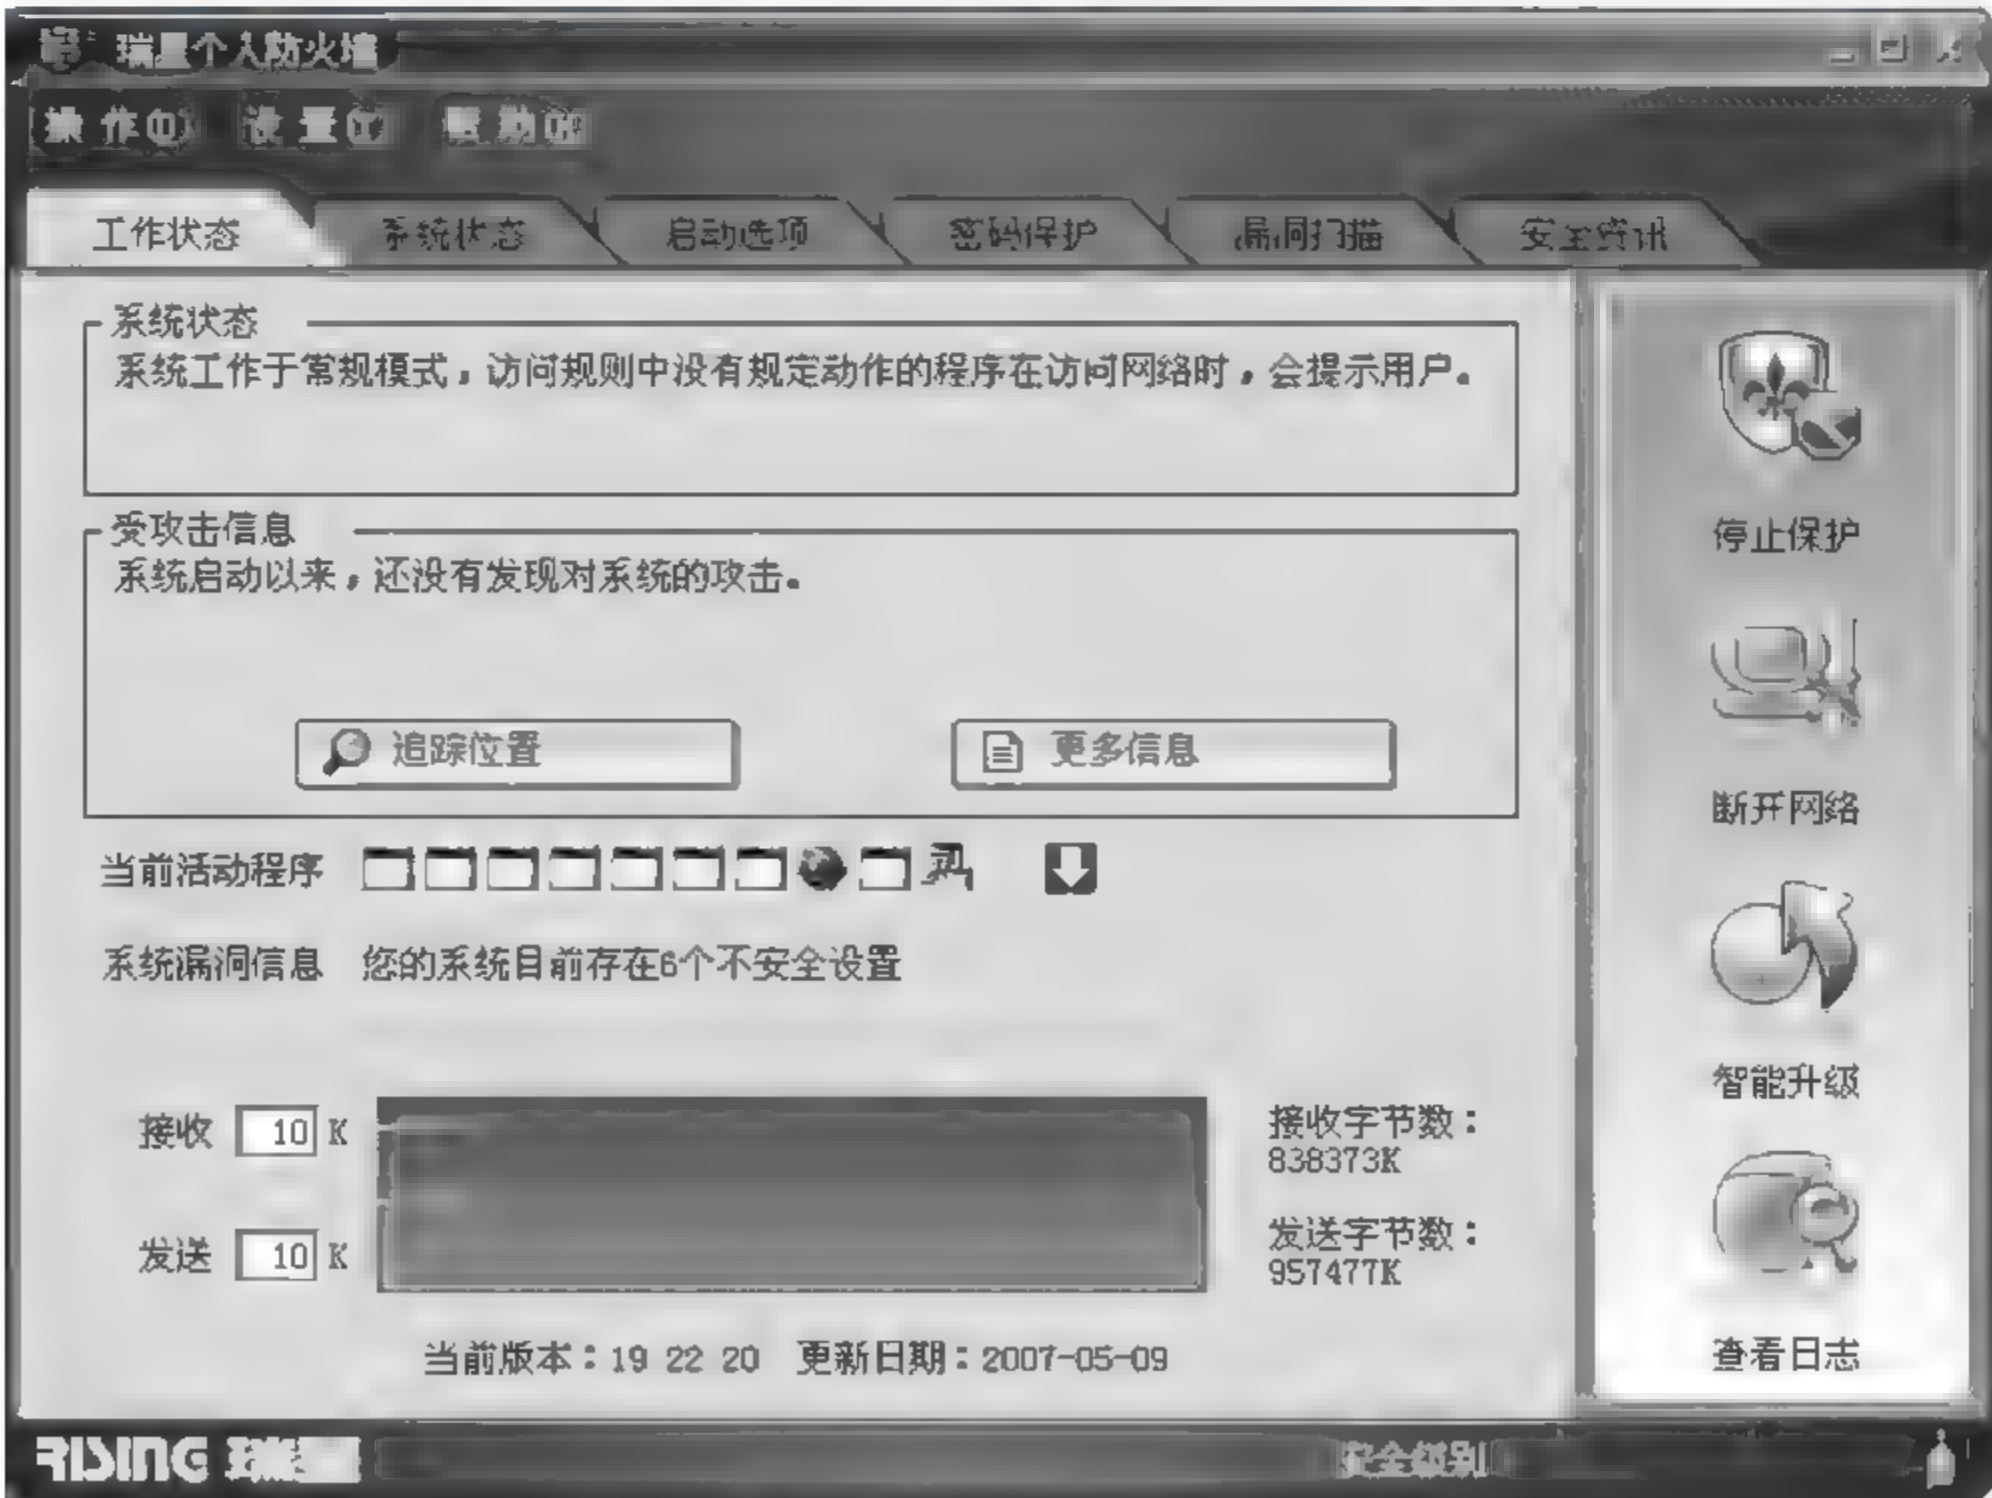 瑞星个人防火墙
操作(O) 设置(Y) 帮助(H)
工作状态 系统状态 启动选项 密码保护 漏洞扫描 安全资讯
系统状态
系统工作于常规模式，访问规则中没有规定动作的程序在访问网络时，会提示用户。
受攻击信息
系统启动以来，还没有发现对系统的攻击。
追踪位置 更多信息
当前活动程序
系统漏洞信息 您的系统目前存在6个不安全设置
接收 10 K
发送 10 K
接收字节数：
838373K
发送字节数：
957477K
当前版本：19 22 20 更新日期：2007-05-09
停止保护
断开网络
智能升级
查看日志
RISING 瑞星
安全级别